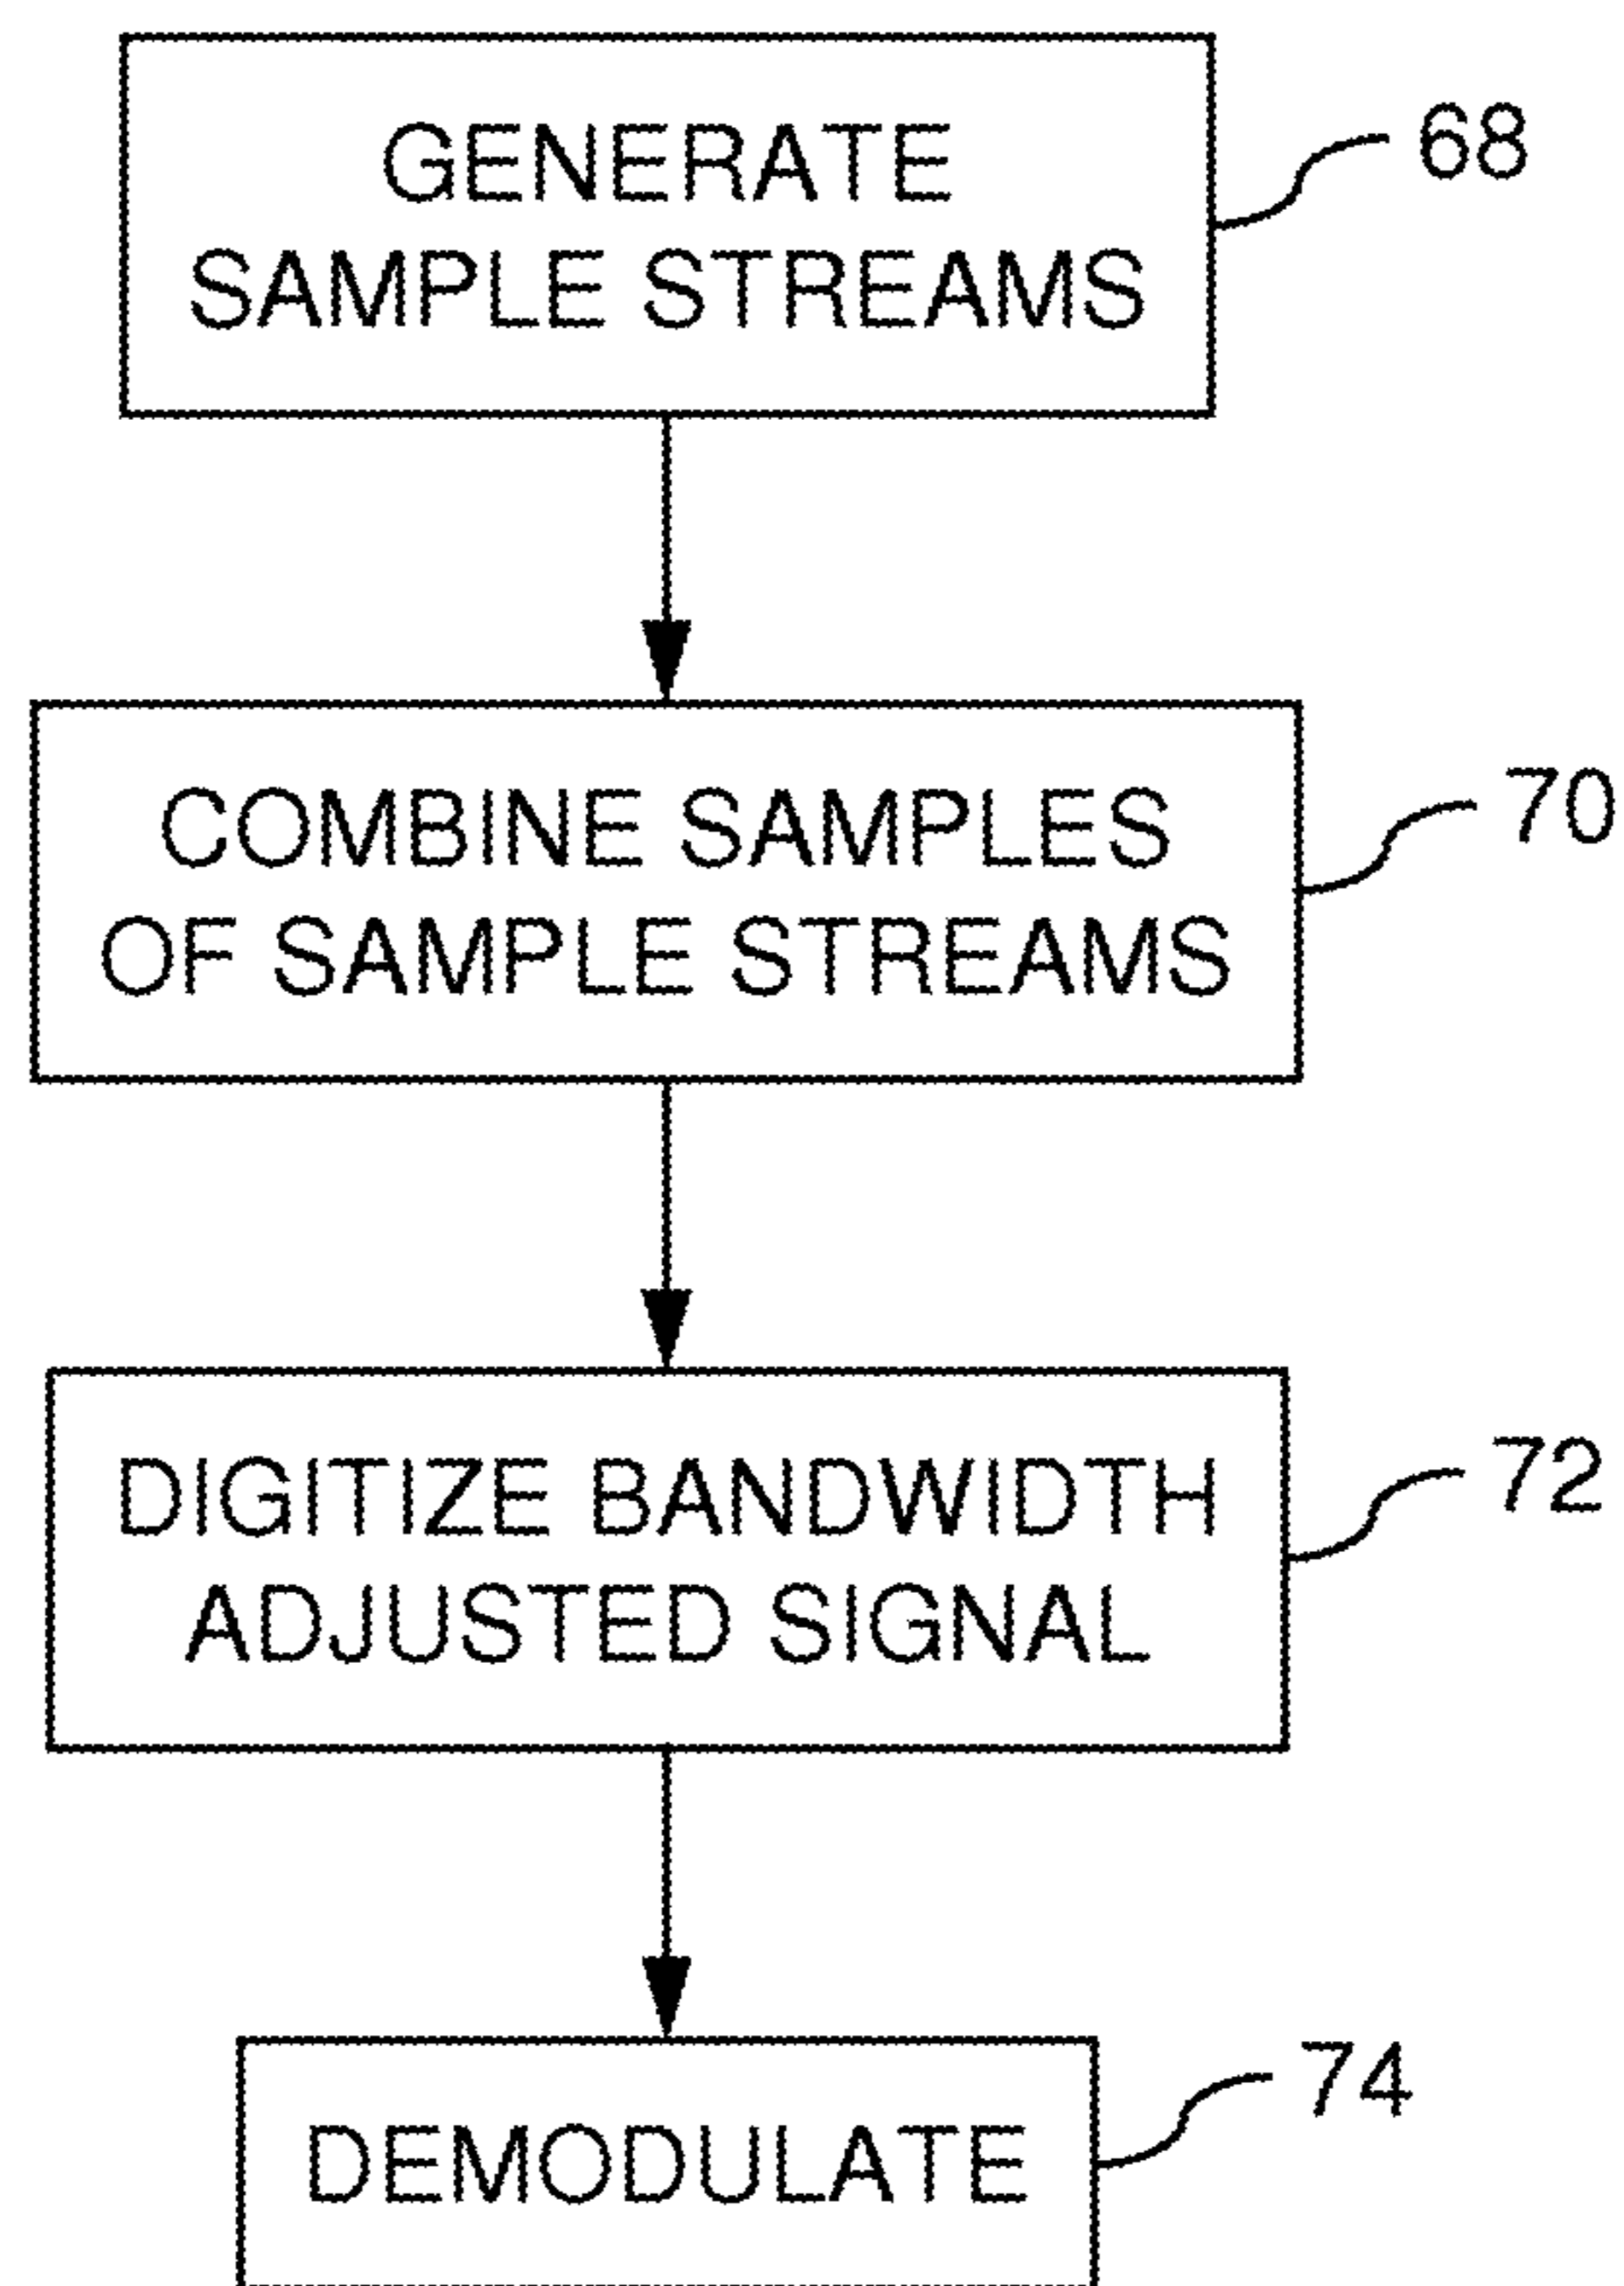 GENERATE
SAMPLE STREAMS
68
COMBINE SAMPLES
OF SAMPLE STREAMS
70
DIGITIZE BANDWIDTH
ADJUSTED SIGNAL
72
DEMODULATE
74